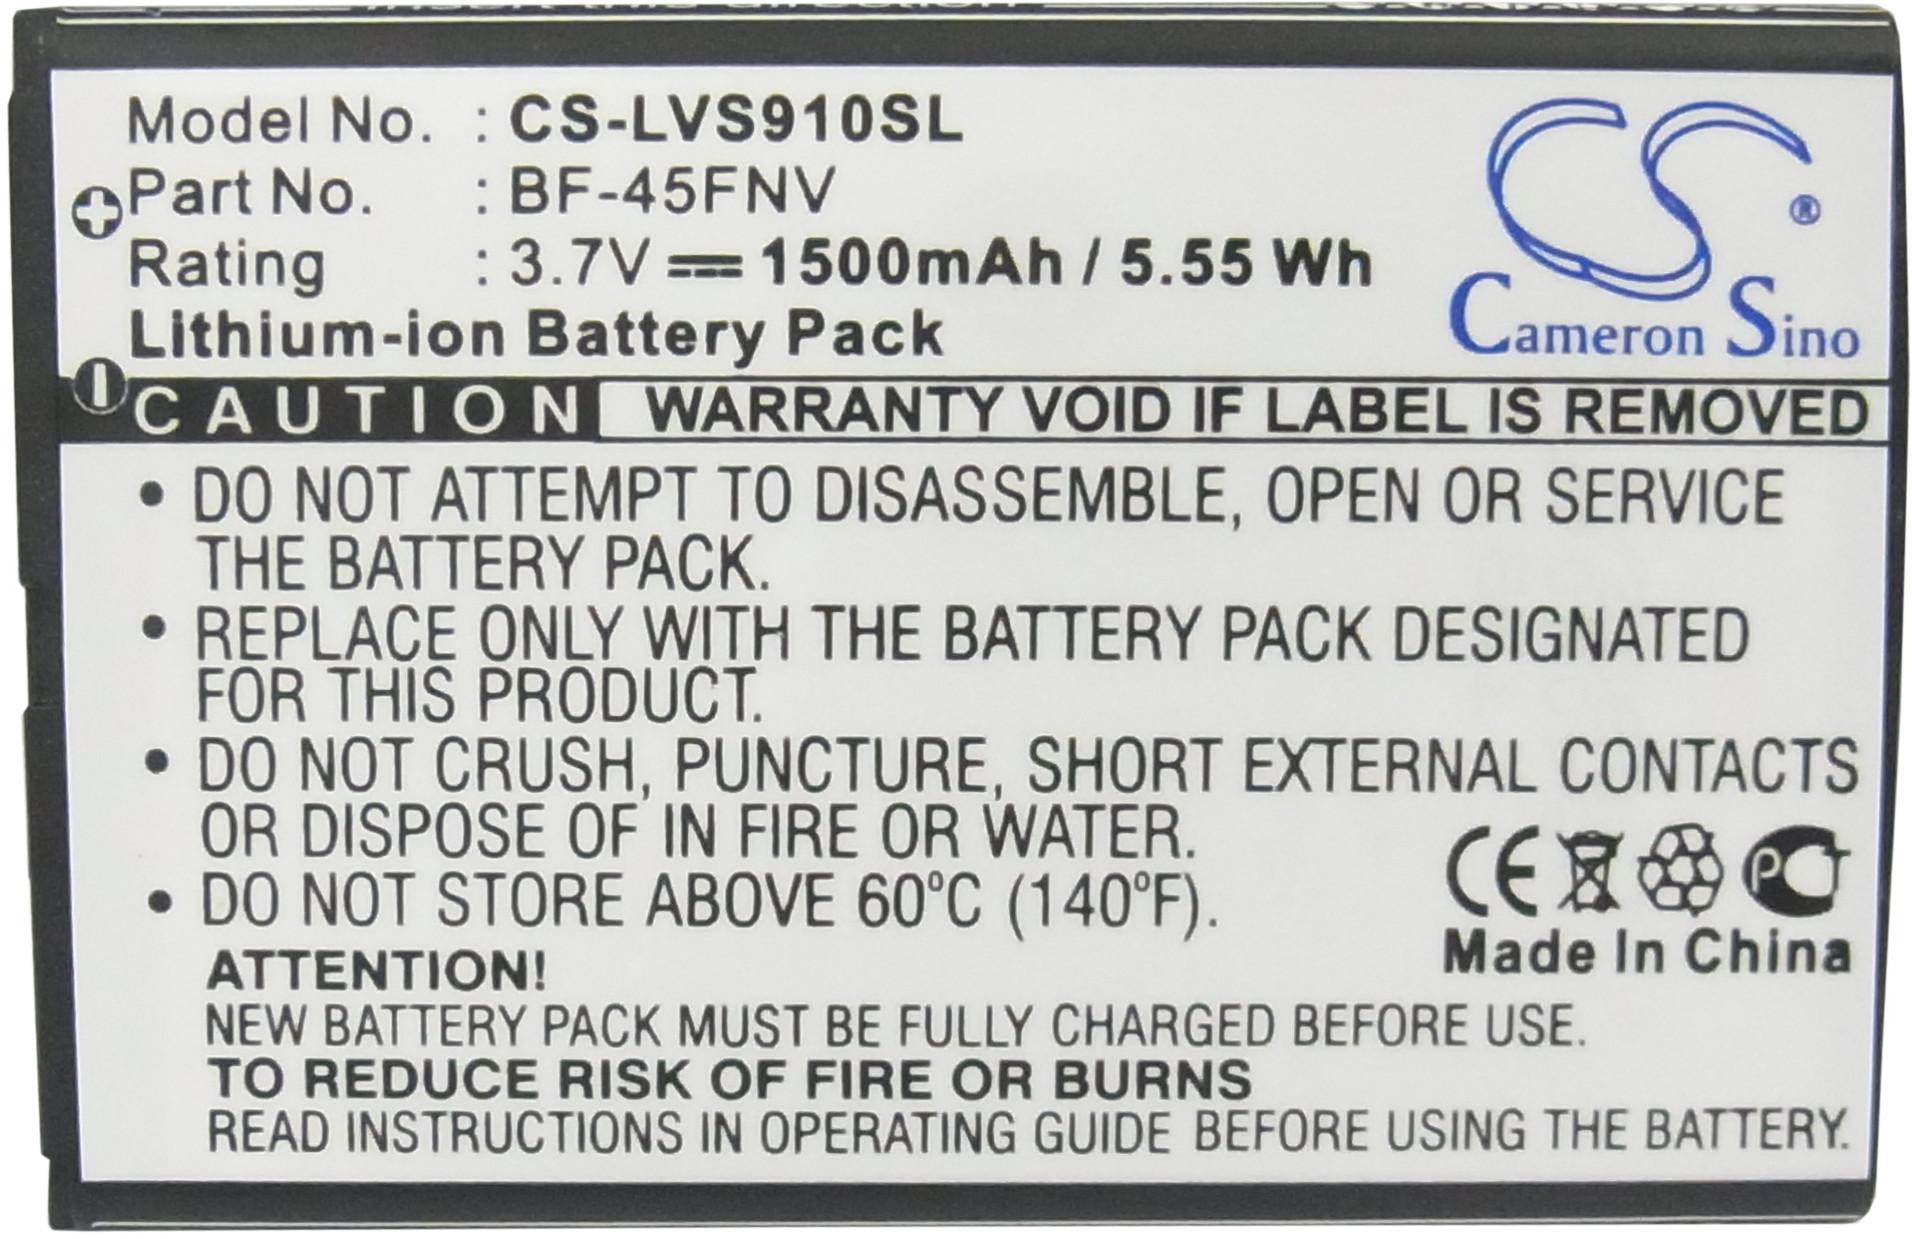 Model No. : CS-LVS910SL
Part No. : BF-45FNV
Rating : 3.7V 1500mAh / 5.55 Wh
Lithium-ion Battery Pack
CS®
Cameron Sino
CAUTION WARRANTY VOID IF LABEL IS REMOVED
• DO NOT ATTEMPT TO DISASSEMBLE, OPEN OR SERVICE
THE BATTERY PACK.
• REPLACE ONLY WITH THE BATTERY PACK DESIGNATED
FOR THIS PRODUCT.
• DO NOT CRUSH, PUNCTURE, SHORT EXTERNAL CONTACTS
OR DISPOSE OF IN FIRE OR WATER.
• DO NOT STORE ABOVE 60°C (140°F).
CE PCT
Made In China
ATTENTION!
NEW BATTERY PACK MUST BE FULLY CHARGED BEFORE USE.
TO REDUCE RISK OF FIRE OR BURNS
READ INSTRUCTIONS IN OPERATING GUIDE BEFORE USING THE BATTERY.